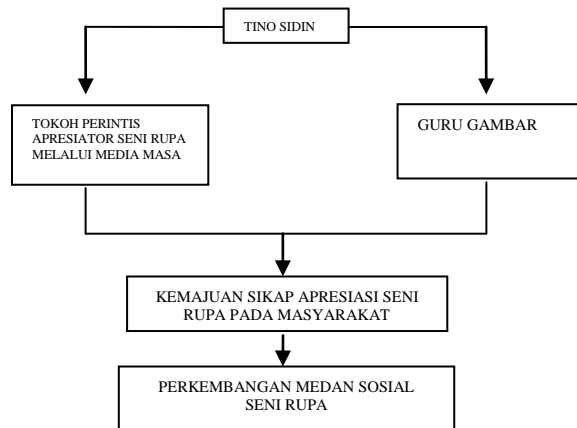 TINO SIDIN
TOKOH PERINTIS
APRESIATOR SENI RUPA
MELALUI MEDIA MASA
GURU GAMBAR
KEMAJUAN SIKAP APRESIASI SENI
RUPA PADA MASYARAKAT
PERKEMBANGAN MEDAN SOSIAL
SENI RUPA